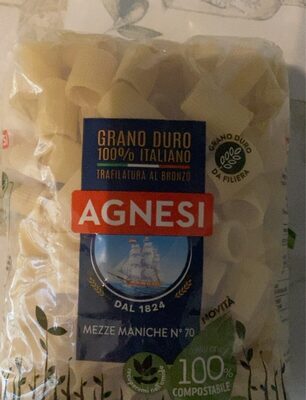 GRANO DURO
100% ITALIANO
TRAFILATURA AL BRONZO
GRANO DURO
DA FILIERA
AGNESI
DAL 1824
MEZZE MANICHE N° 70
NOVITÀ
100%
COMPOSTABILE